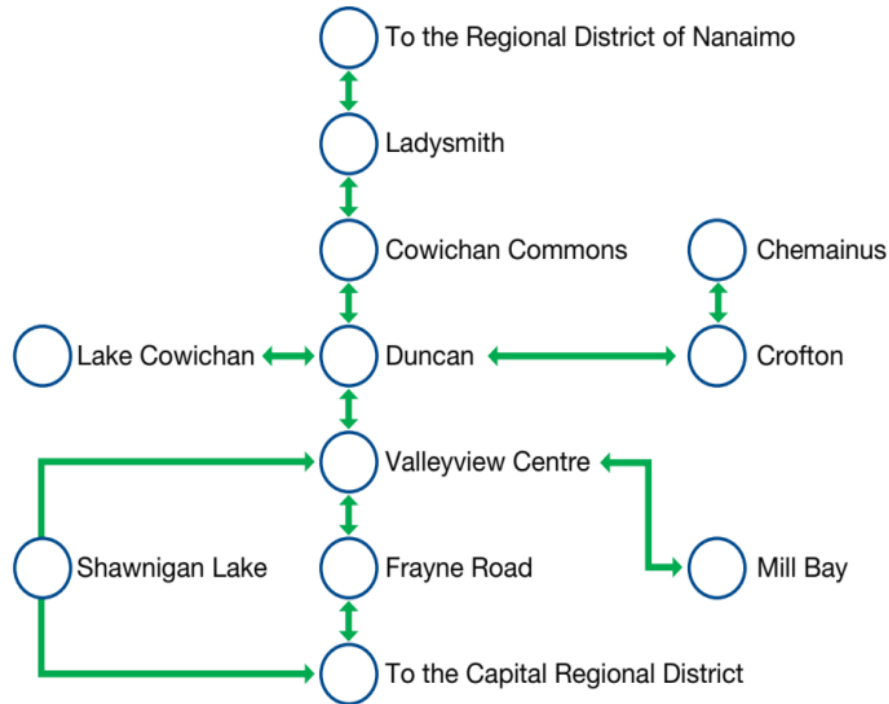 To the Regional District of Nanaimo
Ladysmith
Cowichan Commons
Chemainus
Lake Cowichan
Duncan
Crofton
Valleyview Centre
Shawnigan Lake
Frayne Road
Mill Bay
To the Capital Regional District